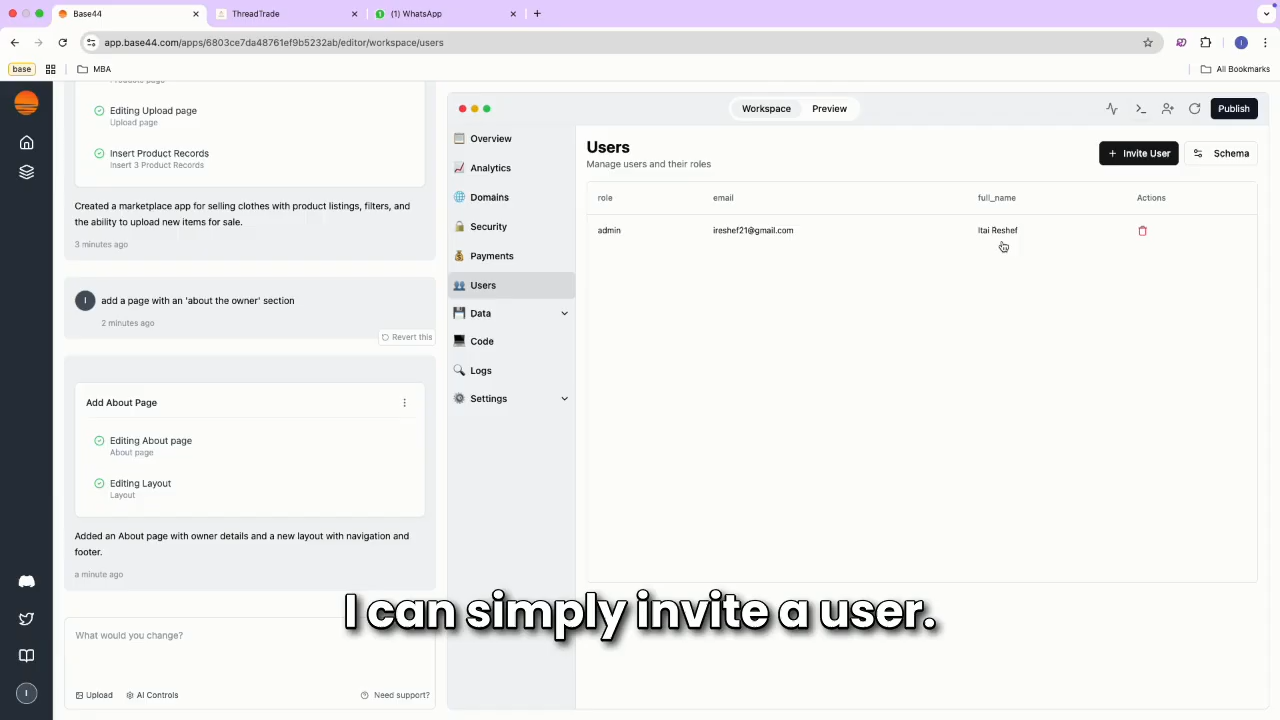 Base44
ThreadTrade
(1) WhatsApp
app.base44.com/apps/6803ce7da48761ef9b5232ab/editor/workspace/users
base
MBA
All Bookmarks
Editing Upload page
Upload page
Insert Product Records
Insert 3 Product Records
Created a marketplace app for selling clothes with product listings, filters, and
the ability to upload new items for sale.
3 minutes ago
I
add a page with an 'about the owner' section
2 minutes ago
Revert this
Add About Page
Editing About page
About page
Editing Layout
Layout
Added an About page with owner details and a new layout with navigation and
footer.
a minute ago
What would you change?
Upload
AI Controls
Need support?
I
Workspace
Preview
Publish
Overview
Analytics
Domains
Security
Payments
Users
Data
Code
Logs
Settings
Users
Manage users and their roles
+ Invite User
Schema
role email full_name Actions
admin ireshef21@gmail.com Itai Reshef
I can simply invite a user.